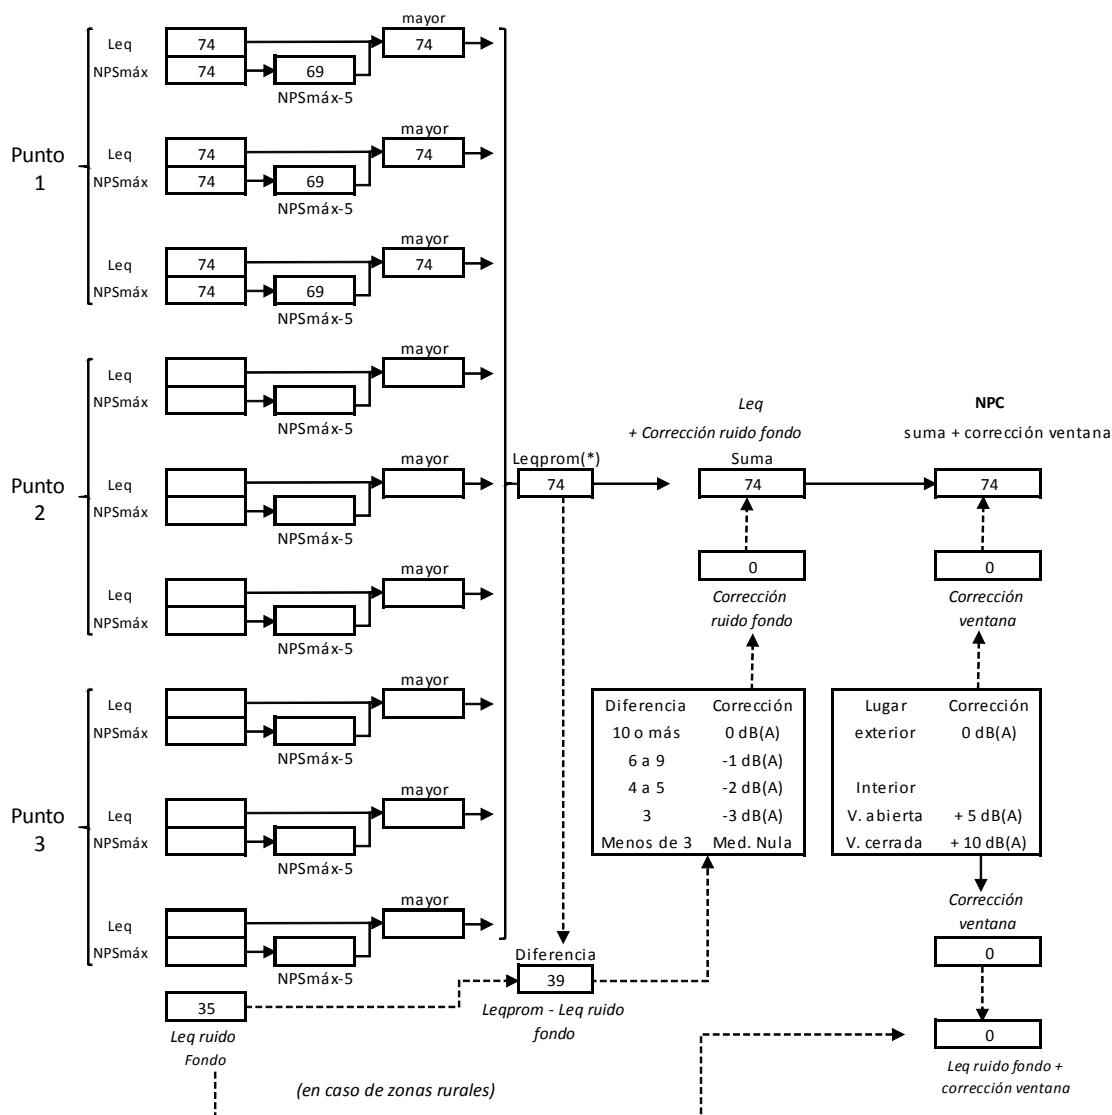 mayor
Leq 74 74
NPSmáx 74 69
NPSmáx-5
mayor
Punto 1
Leq 74 74
NPSmáx 74 69
NPSmáx-5
mayor
Leq 74 74
NPSmáx 74 69
NPSmáx-5
mayor
Leq
NPSmáx
NPSmáx-5
mayor
Punto 2
Leq
NPSmáx
NPSmáx-5
mayor
Leq
NPSmáx
NPSmáx-5
mayor
Leq
NPSmáx
NPSmáx-5
mayor
Punto 3
Leq
NPSmáx
NPSmáx-5
mayor
Leq
NPSmáx
NPSmáx-5
35
Leq ruido
Fondo
(en caso de zonas rurales)
Leqprom(*)
74
Diferencia
39
Leqprom - Leq ruido
fondo
Leq
+ Corrección ruido fondo
Suma
74
0
Corrección
ruido fondo
Diferencia Corrección
10 o más 0 dB(A)
6 a 9 -1 dB(A)
4 a 5 -2 dB(A)
3 -3 dB(A)
Menos de 3 Med. Nula
NPC
suma + corrección ventana
74
0
Corrección
ventana
Lugar Corrección
exterior 0 dB(A)
Interior
V. abierta + 5 dB(A)
V. cerrada + 10 dB(A)
Corrección
ventana
0
0
Leq ruido fondo +
corrección ventana